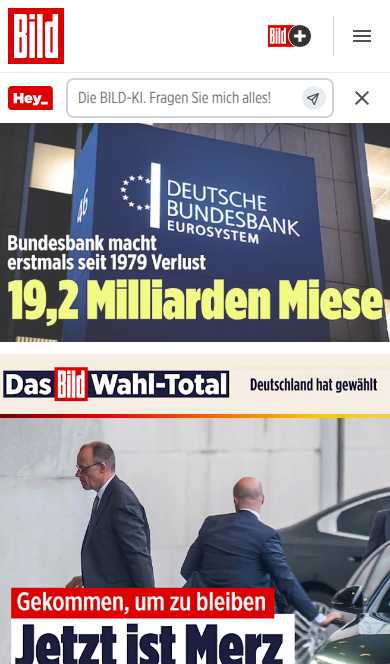 Bild
Bild+
Hey_
Die BILD-KI. Fragen Sie mich alles!
46
DEUTSCHE
BUNDESBANK
EUROSYSTEM
Bundesbank macht
erstmals seit 1979 Verlust
19,2 Milliarden Miese
Das Bild Wahl-Total
Deutschland hat gewählt
Gekommen, um zu bleiben
Jetzt ist Merz